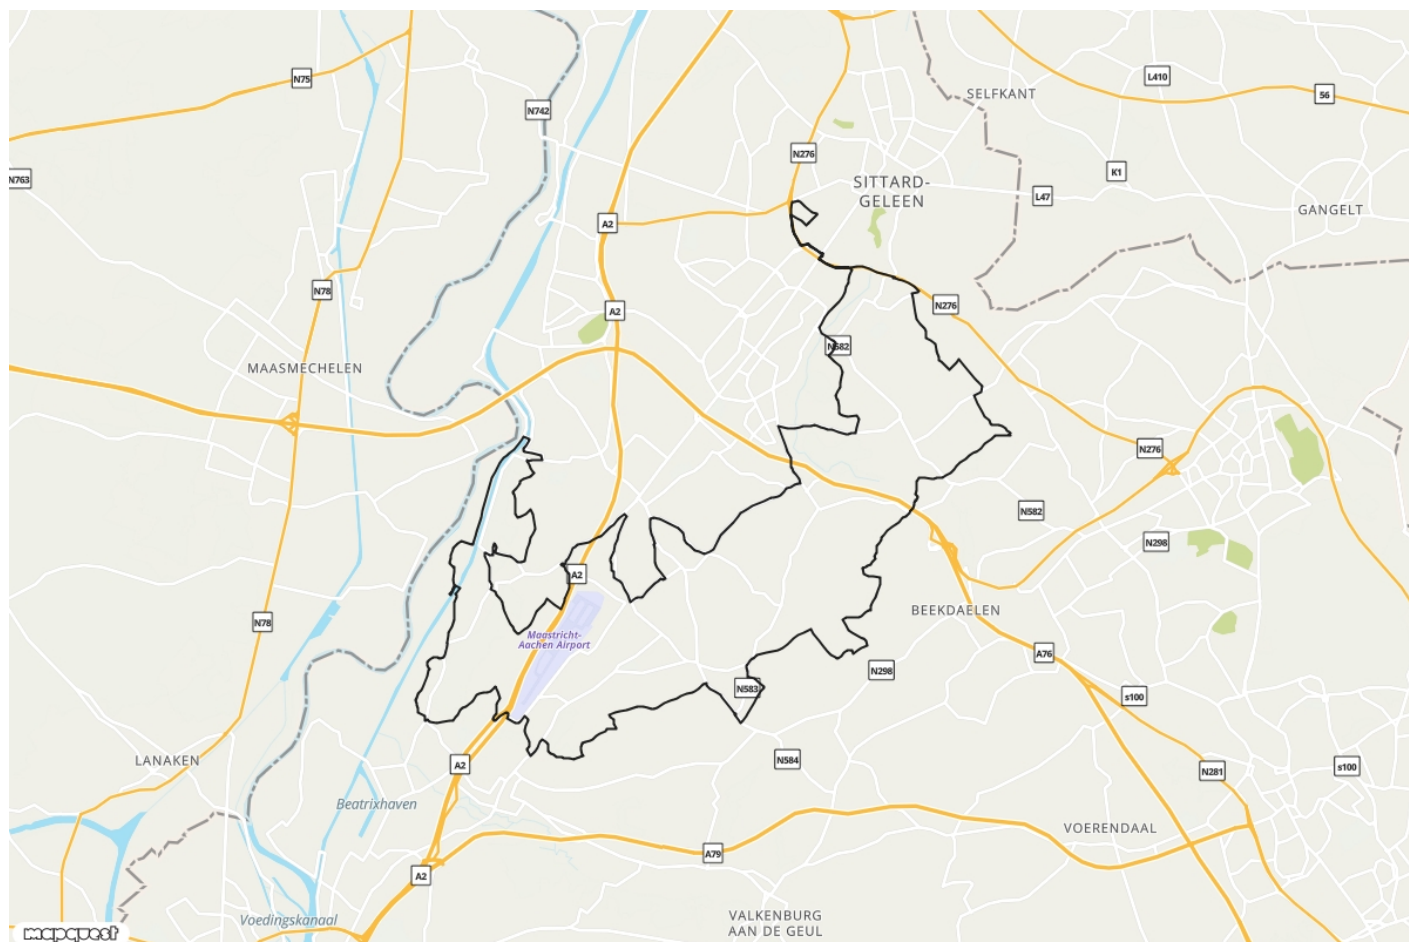 N75
L410
SELFKANT
56
N742
N276
K1
N763
SITTARD-
GELEEN
L47
GANGELT
A2
N78
N276
A2
N582
MAASMECHELEN
N276
N582
N298
A2
BEEKDAELEN
N78
Maastricht-
Aachen Airport
A76
N298
N583
s100
LANAKEN
N584
A2
s100
N281
Beatrixhaven
VOERENDAAL
A79
A2
VALKENBURG
AAN DE GEUL
Voedingskanaal
mapquest